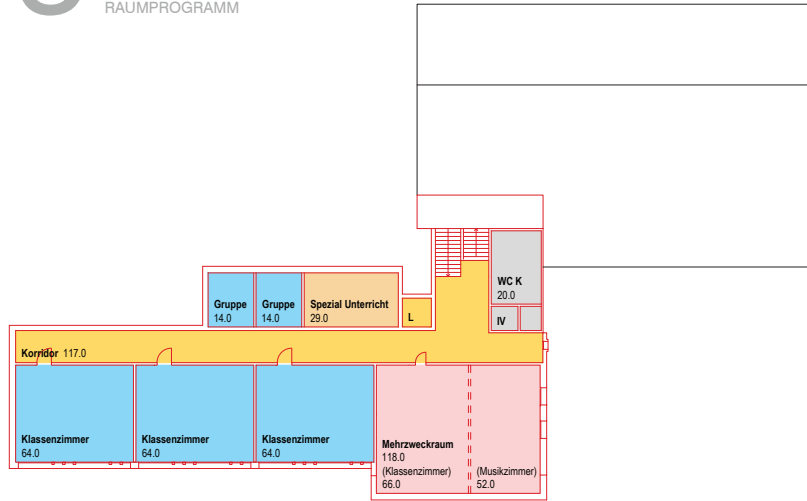 RAUMPROGRAMM
WC K
20.0
IV
Gruppe
14.0
Gruppe
14.0
Spezial Unterricht
29.0
L
Korridor 117.0
Klassenzimmer
64.0
Klassenzimmer
64.0
Klassenzimmer
64.0
Mehrzweckraum
118.0
(Klassenzimmer)
66.0
(Musikzimmer)
52.0